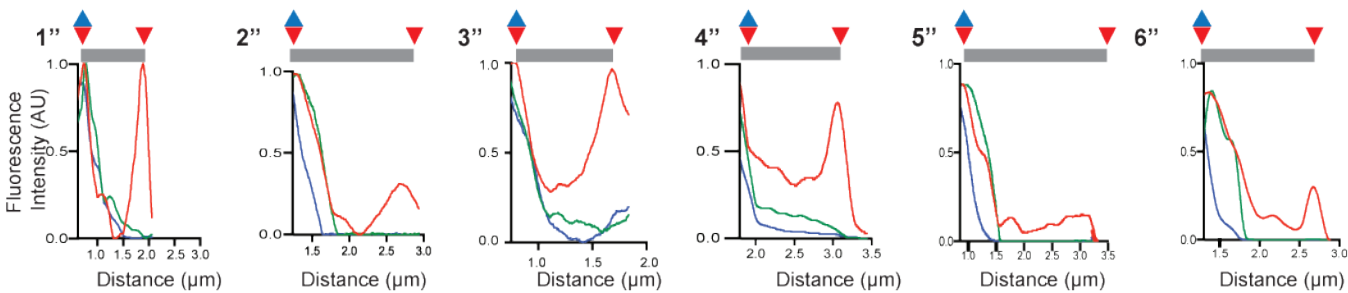 1” 2” 3” 4” 5” 6”
Fluorescence
Intensity (AU)
1.0 1.0 1.0 1.0 1.0 1.0
0.5 0.5 0.5 0.5 0.5 0.5
0.0 0.0 0.0 0.0 0.0 0.0
1.0 1.5 2.0 2.5 3.0 1.5 2.0 2.5 3.0 1.0 1.5 2.0 2.0 2.5 3.0 3.5 1.0 1.5 2.0 2.5 3.0 3.5 1.5 2.0 2.5 3.0
Distance (µm) Distance (µm) Distance (µm) Distance (µm) Distance (µm) Distance (µm)